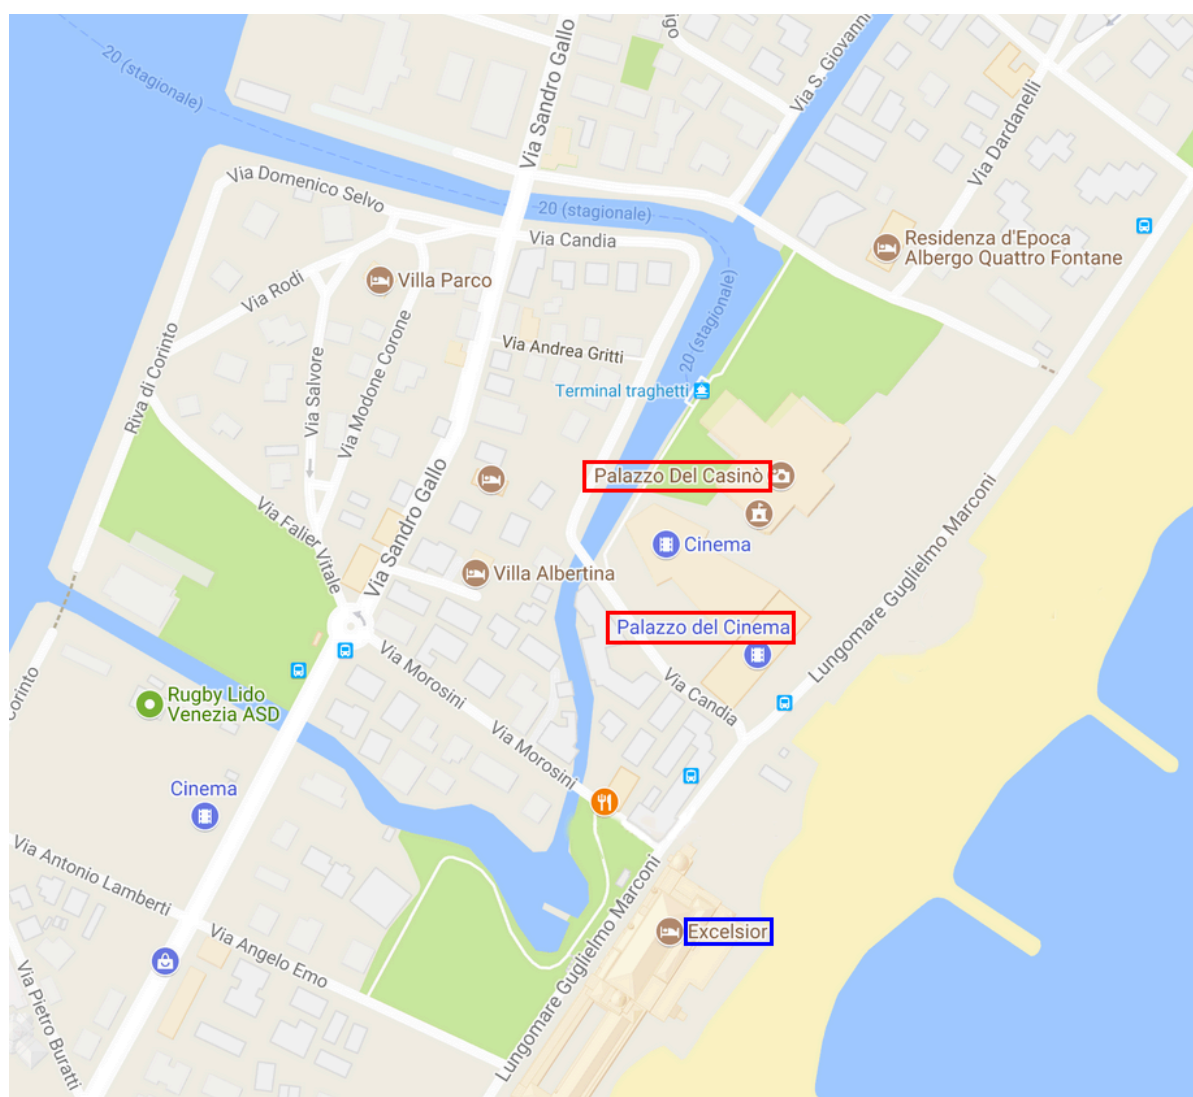 20 (stagionale)
Via Sandro Gallo
Via S. Giovanni
Via Dardanelli
Via Domenico Selvo
20 (stagionale)
Via Candia
Residenza d'Epoca
Albergo Quattro Fontane
Villa Parco
Via Rodi
20 (stagionale)
Via Andrea Gritti
Riva di Corinto
Via Salvore
Via Modone Corone
Terminal traghetti
Palazzo Del Casinò
Via Sandro Gallo
Via Falier Vitale
Cinema
Lungomare Guglielmo Marconi
Villa Albertina
Palazzo del Cinema
Corinto
Via Morosini
Via Candia
Rugby Lido
Venezia ASD
Via Morosini
Cinema
Via Antonio Lamberti
Excelsior
Via Angelo Emo
Lungomare Guglielmo Marconi
Via Pietro Buratti